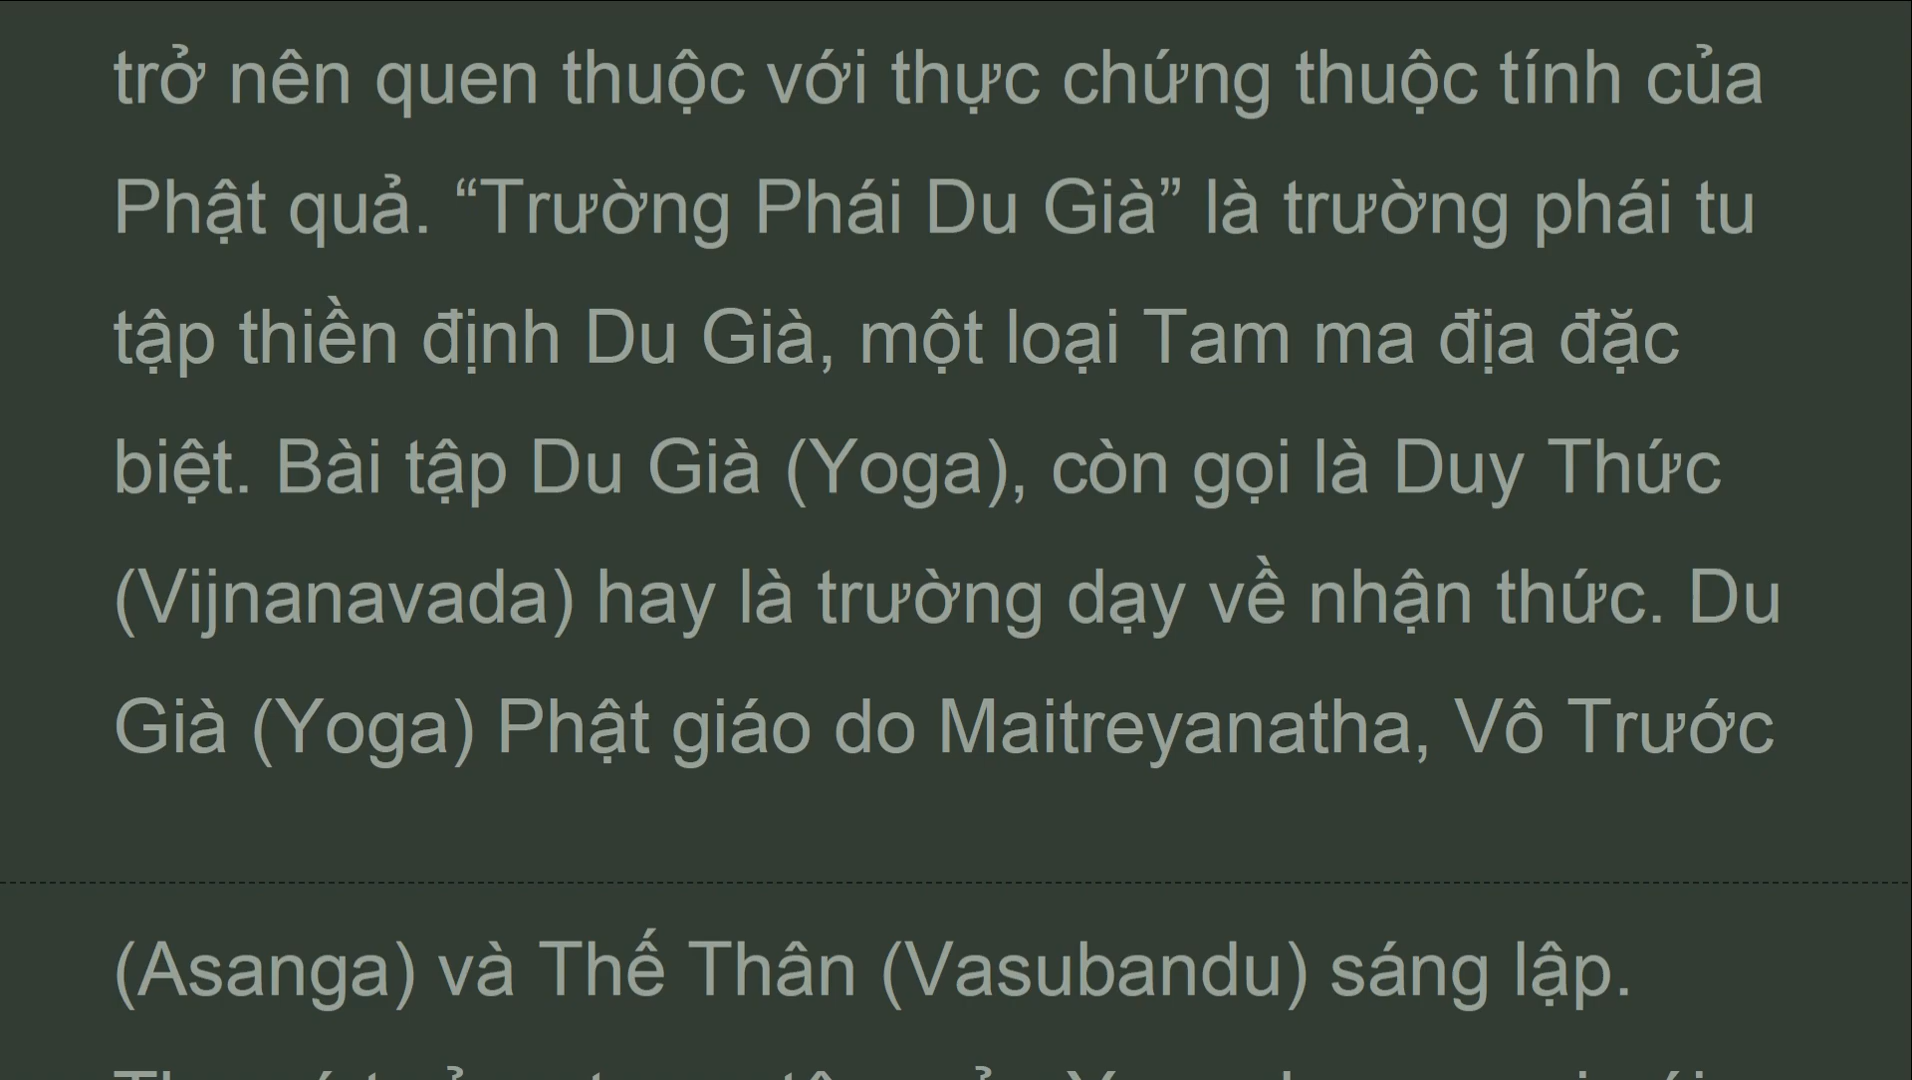 trở nên quen thuộc với thực chứng thuộc tính của
Phật quả. “Trường Phái Du Già” là trường phái tu
tập thiền định Du Già, một loại Tam ma địa đặc
biệt. Bài tập Du Già (Yoga), còn gọi là Duy Thức
(Vijnanavada) hay là trường dạy về nhận thức. Du
Già (Yoga) Phật giáo do Maitreyanatha, Vô Trước
(Asanga) và Thế Thân (Vasubandu) sáng lập.